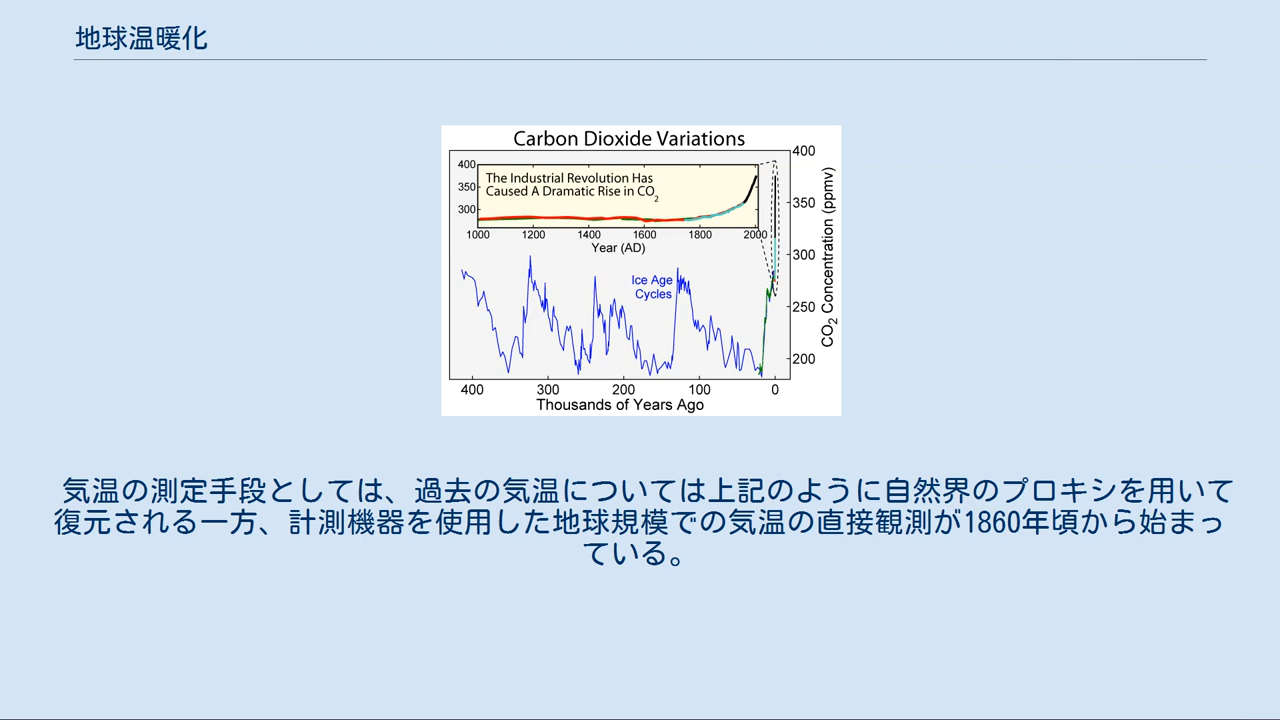 地球温暖化
Carbon Dioxide Variations
400
350
300
250
200
CO2 Concentration (ppmv)
400
350
300
The Industrial Revolution Has
Caused A Dramatic Rise in CO2
1000 1200 1400 1600 1800 2000
Year (AD)
Ice Age
Cycles
400 300 200 100 0
Thousands of Years Ago
気温の測定手段としては、過去の気温については上記のように自然界のプロキシを用いて
復元される一方、計測機器を使用した地球規模での気温の直接観測が1860年頃から始まっ
ている。